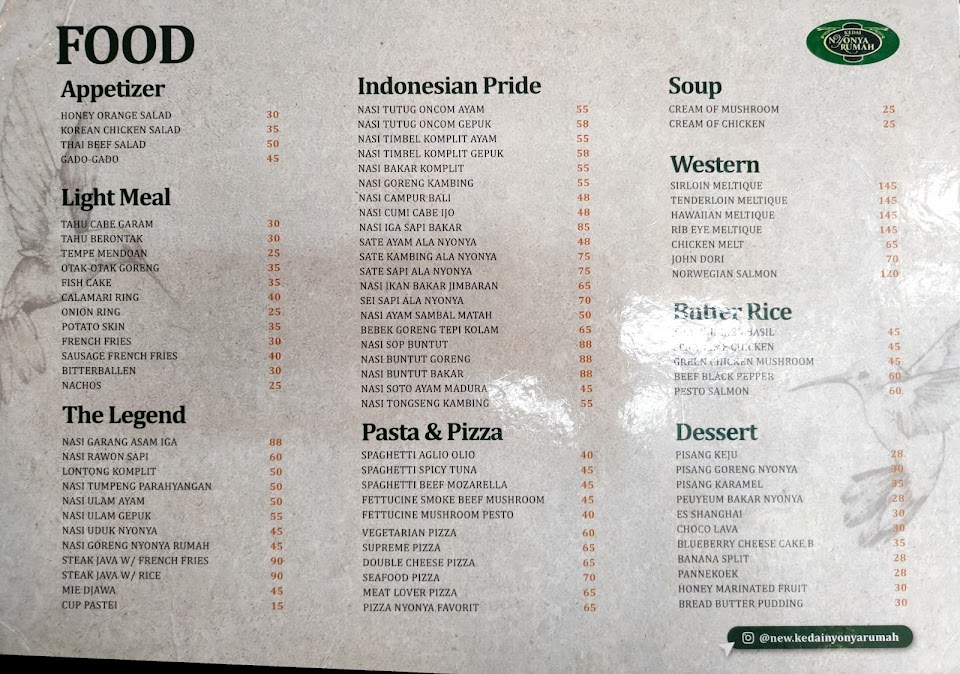 FOOD
KEDAI
NYONYA
RUMAH
Appetizer
HONEY ORANGE SALAD 30
KOREAN CHICKEN SALAD 35
THAI BEEF SALAD 50
GADO-GADO 45
Light Meal
TAHU CABE GARAM 30
TAHU BERONTAK 30
TEMPE MENDOAN 25
OTAK-OTAK GORENG 35
FISH CAKE 35
CALAMARI RING 40
ONION RING 25
POTATO SKIN 35
FRENCH FRIES 30
SAUSAGE FRENCH FRIES 40
BITTERBALLEN 30
NACHOS 25
The Legend
NASI GARANG ASAM IGA 88
NASI RAWON SAPI 60
LONTONG KOMPLIT 50
NASI TUMPENG PARAHYANGAN 50
NASI ULAM AYAM 50
NASI ULAM GEPUK 55
NASI UDUK NYONYA 45
NASI GORENG NYONYA RUMAH 45
STEAK JAVA W/ FRENCH FRIES 90
STEAK JAVA W/ RICE 90
MIE DJAWA 45
CUP PASTEI 15
Indonesian Pride
NASI TUTUG ONCOM AYAM 55
NASI TUTUG ONCOM GEPUK 58
NASI TIMBEL KOMPLIT AYAM 55
NASI TIMBEL KOMPLIT GEPUK 58
NASI BAKAR KOMPLIT 55
NASI GORENG KAMBING 55
NASI CAMPUR BALI 48
NASI CUMI CABE IJO 48
NASI IGA SAPI BAKAR 85
SATE AYAM ALA NYONYA 48
SATE KAMBING ALA NYONYA 75
SATE SAPI ALA NYONYA 75
NASI IKAN BAKAR JIMBARAN 65
SEI SAPI ALA NYONYA 70
NASI AYAM SAMBAL MATAH 50
BEBEK GORENG TEPI KOLAM 65
NASI SOP BUNTUT 88
NASI BUNTUT GORENG 88
NASI BUNTUT BAKAR 88
NASI SOTO AYAM MADURA 45
NASI TONGSENG KAMBING 55
Pasta & Pizza
SPAGHETTI AGLIO OLIO 40
SPAGHETTI SPICY TUNA 45
SPAGHETTI BEEF MOZARELLA 45
FETTUCINE SMOKE BEEF MUSHROOM 45
FETTUCINE MUSHROOM PESTO 40
VEGETARIAN PIZZA 60
SUPREME PIZZA 65
DOUBLE CHEESE PIZZA 65
SEAFOOD PIZZA 70
MEAT LOVER PIZZA 65
PIZZA NYONYA FAVORIT 65
Soup
CREAM OF MUSHROOM 25
CREAM OF CHICKEN 25
Western
SIRLOIN MELTIQUE 145
TENDERLOIN MELTIQUE 145
HAWAIIAN MELTIQUE 145
RIB EYE MELTIQUE 145
CHICKEN MELT 65
JOHN DORI 70
NORWEGIAN SALMON 120
Butter Rice
BASIL 45
CHICKEN 45
GREEN CHICKEN MUSHROOM 45
BEEF BLACK PEPPER 60
PESTO SALMON 60
Dessert
PISANG KEJU 28
PISANG GORENG NYONYA 30
PISANG KARAMEL 35
PEUYEUM BAKAR NYONYA 28
ES SHANGHAI 30
CHOCO LAVA 30
BLUEBERRY CHEESE CAKE.B 35
BANANA SPLIT 28
PANNEKOEK 28
HONEY MARINATED FRUIT 30
BREAD BUTTER PUDDING 30
@new.kedainyonyarumah